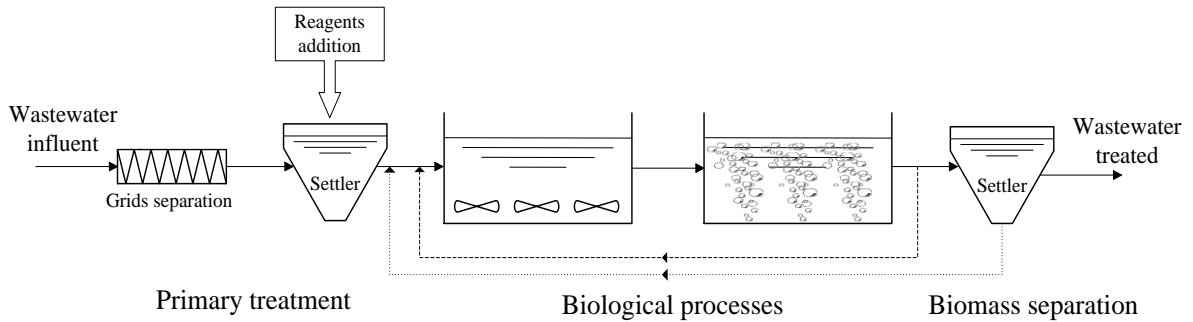 Reagents
addition
Wastewater
influent
Grids separation
Settler
Settler
Wastewater
treated
Primary treatment
Biological processes
Biomass separation